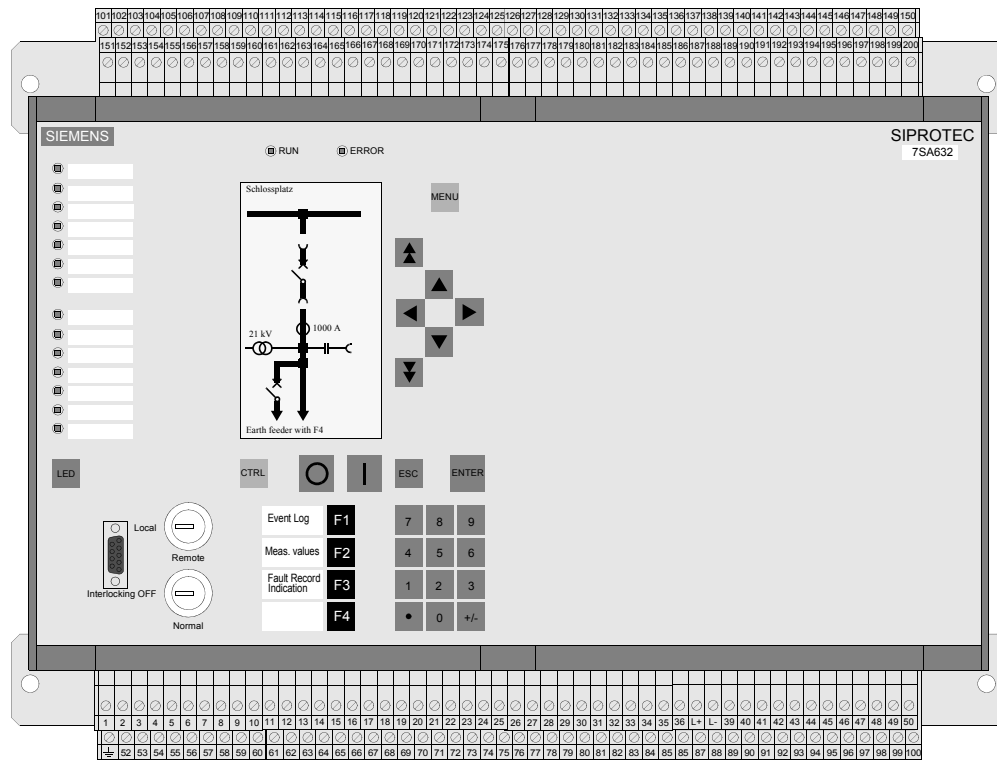 101 102 103 104 105 106 107 108 109 110 111 112 113 114 115 116 117 118 119 120 121 122 123 124 125 126 127 128 129 130 131 132 133 134 135 136 137 138 139 140 141 142 143 144 145 146 147 148 149 150
151 152 153 154 155 156 157 158 159 160 161 162 163 164 165 166 167 168 169 170 171 172 173 174 175 176 177 178 179 180 181 182 183 184 185 186 187 188 189 190 191 192 193 194 195 196 197 198 199 200
SIEMENS
SIPROTEC
7SA632
RUN
ERROR
Schlossplatz
MENU
1000 A
21 kV
Earth feeder with F4
LED
CTRL
ESC
ENTER
Local
Remote
Interlocking OFF
Normal
Event Log F1
Meas. values F2
Fault Record
Indication F3
F4
7 8 9
4 5 6
1 2 3
• 0 +/-
1 2 3 4 5 6 7 8 9 10 11 12 13 14 15 16 17 18 19 20 21 22 23 24 25 26 27 28 29 30 31 32 33 34 35 36 L+ L- 39 40 41 42 43 44 45 46 47 48 49 50
52 53 54 55 56 57 58 59 60 61 62 63 64 65 66 67 68 69 70 71 72 73 74 75 76 77 78 79 80 81 82 83 84 85 86 87 88 89 90 91 92 93 94 95 96 97 98 99 100